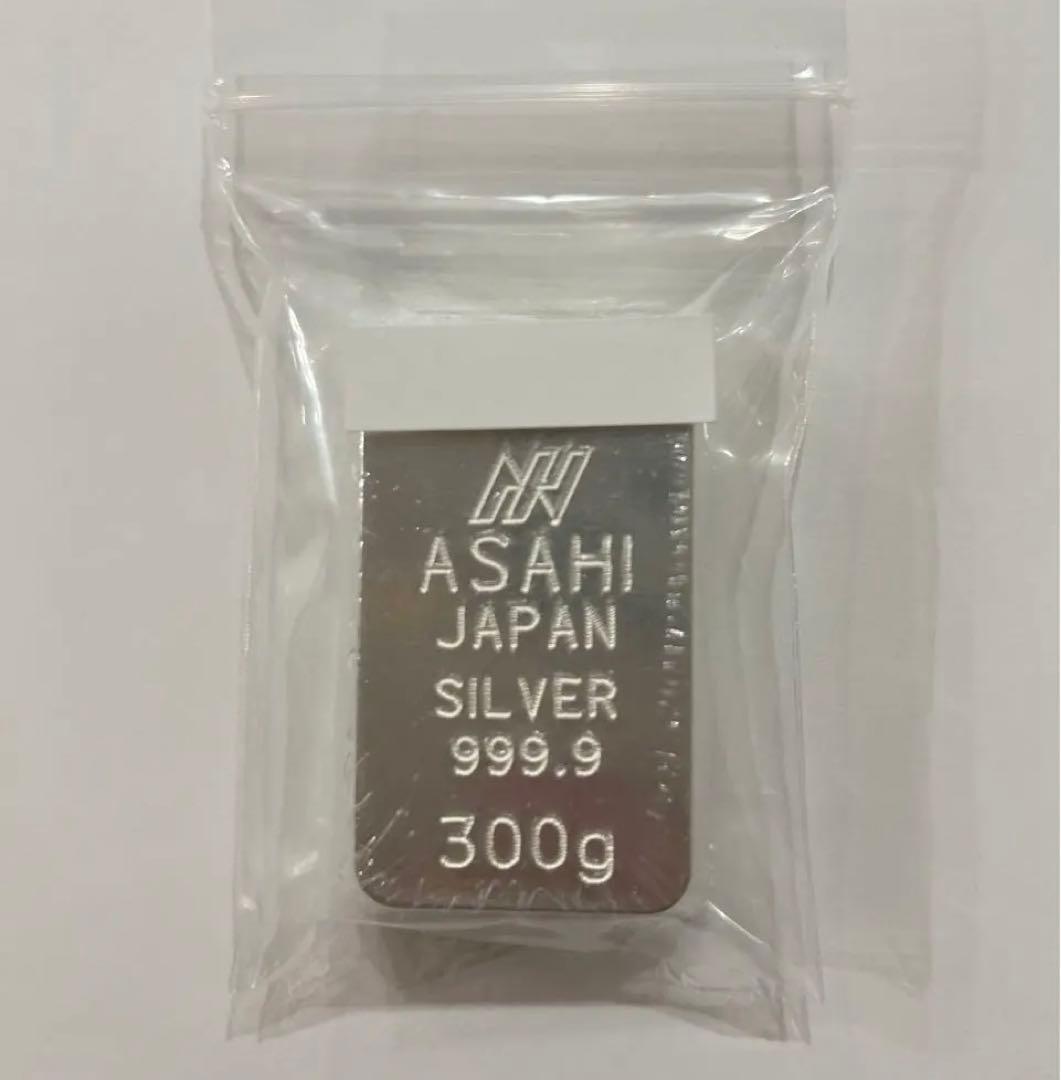 ASAHI
JAPAN
SILVER
999.9
300g